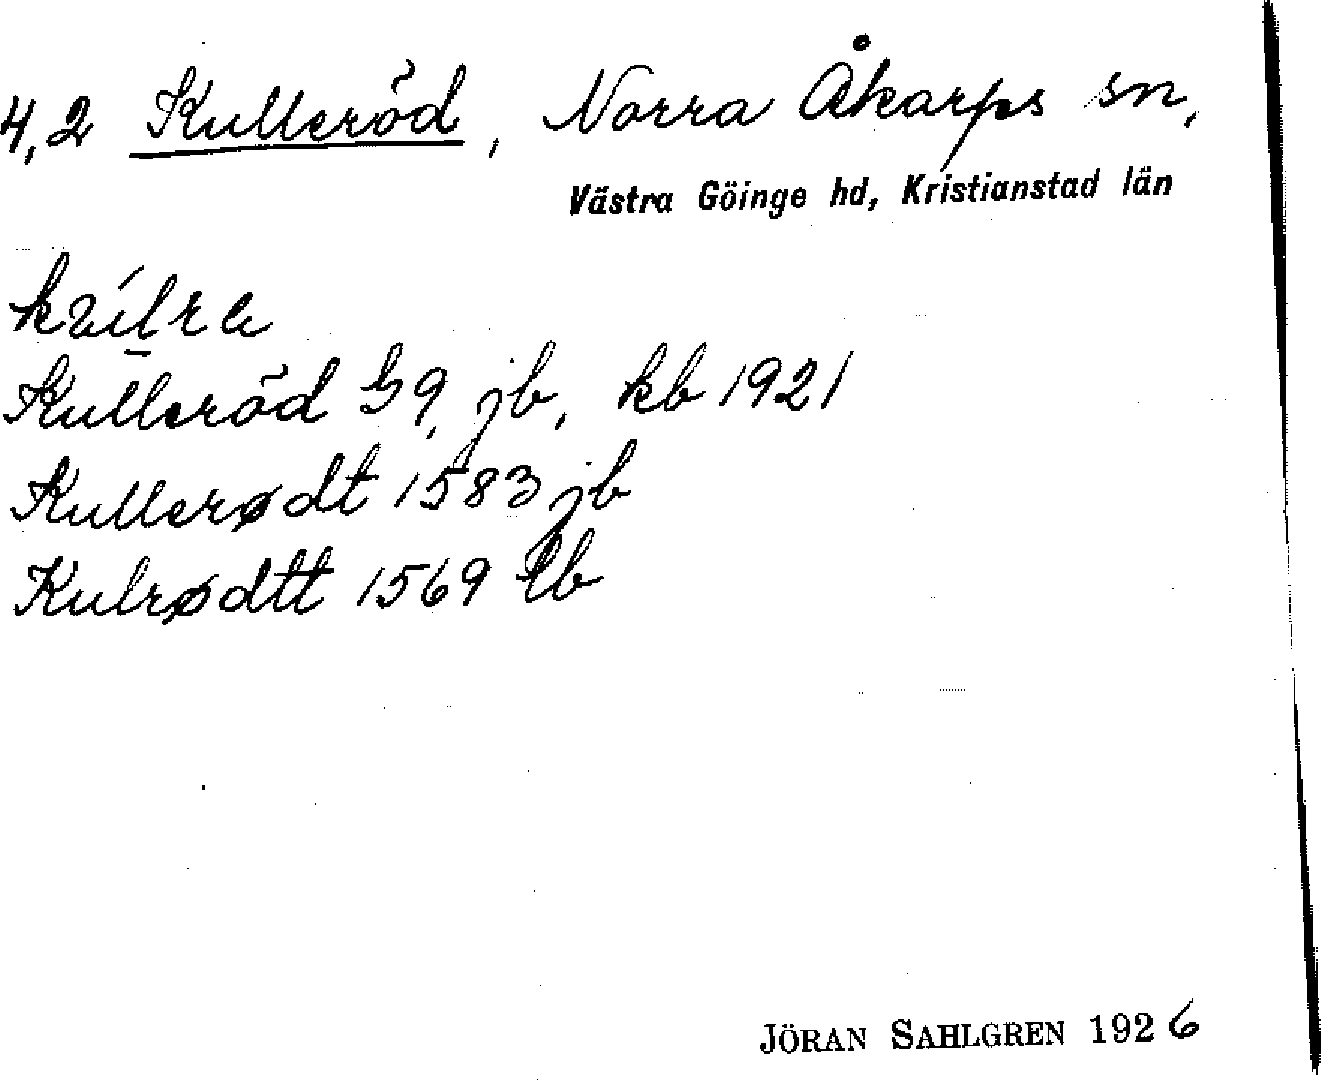 4,2 Kulleröd, Norra Åkarps sn,
Västra Göinge hd, Kristianstad län
Kulleröd G9, jb, kb 1921
Kullerødt 1583 jb
Kulrødtt 1569 lb
JÖRAN SAHLGREN 1926